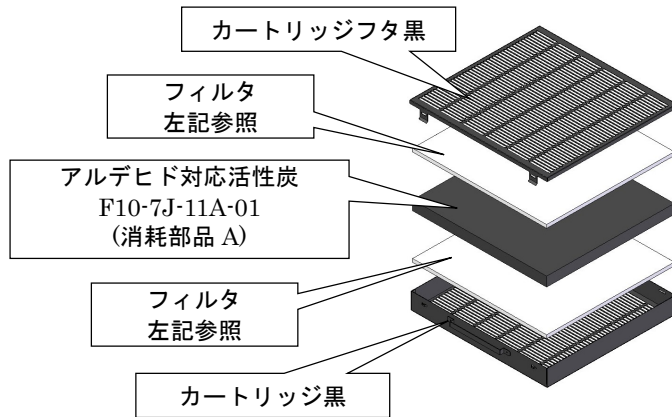 カートリッジフタ黒
フィルタ
左記参照
アルデヒド対応活性炭
F10-7J-11A-01
(消耗部品 A)
フィルタ
左記参照
カートリッジ黒